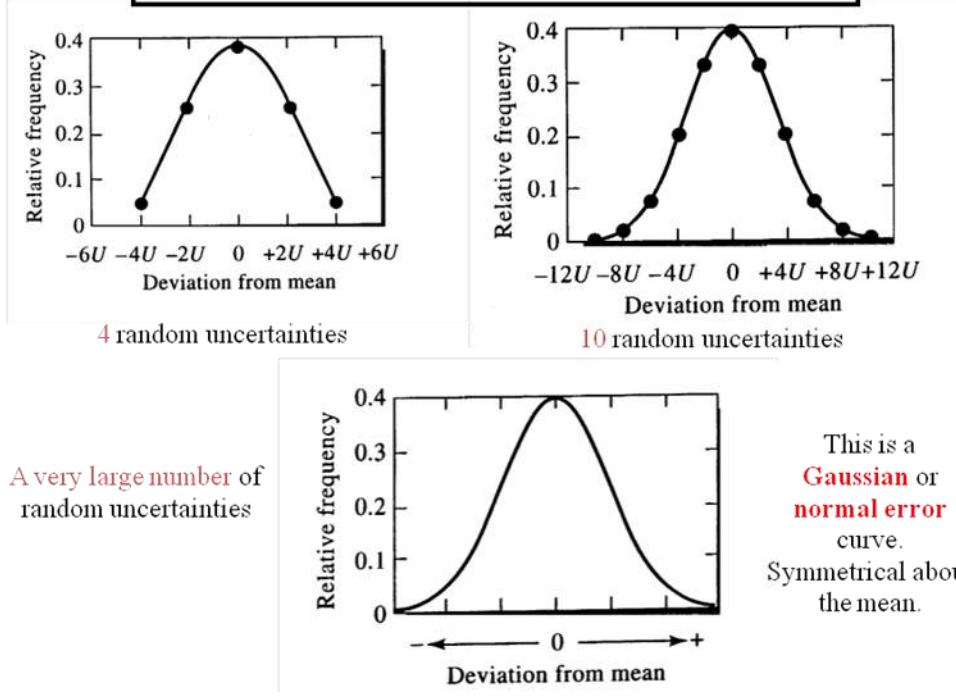 0.4
0.3
0.2
0.1
0
Relative frequency
−6U −4U −2U 0 +2U +4U +6U
Deviation from mean
4 random uncertainties
0.4
0.3
0.2
0.1
0
Relative frequency
−12U −8U −4U 0 +4U +8U +12U
Deviation from mean
10 random uncertainties
A very large number of
random uncertainties
0.4
0.3
0.2
0.1
0
Relative frequency
− 0 +
Deviation from mean
This is a
Gaussian or
normal error
curve.
Symmetrical abou
the mean.